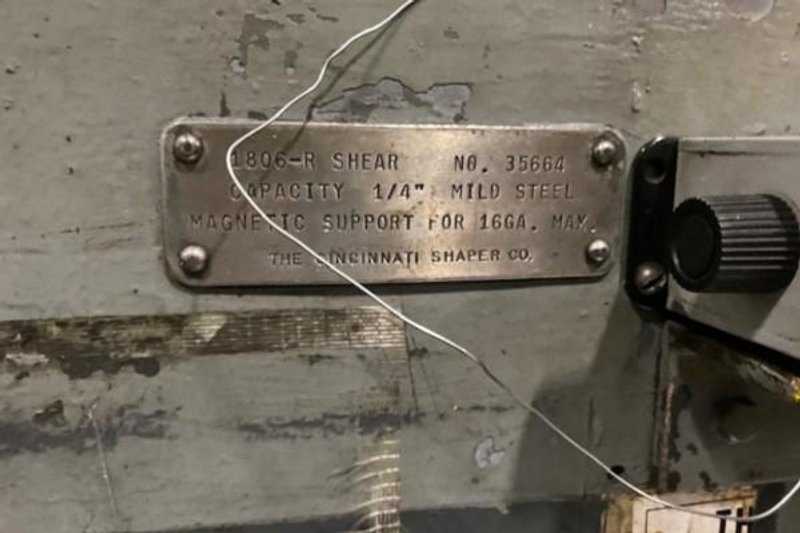 1806-R SHEAR NO. 35664
CAPACITY 1/4" MILD STEEL
MAGNETIC SUPPORT FOR 16GA. MAX.
THE CINCINNATI SHAPER CO.